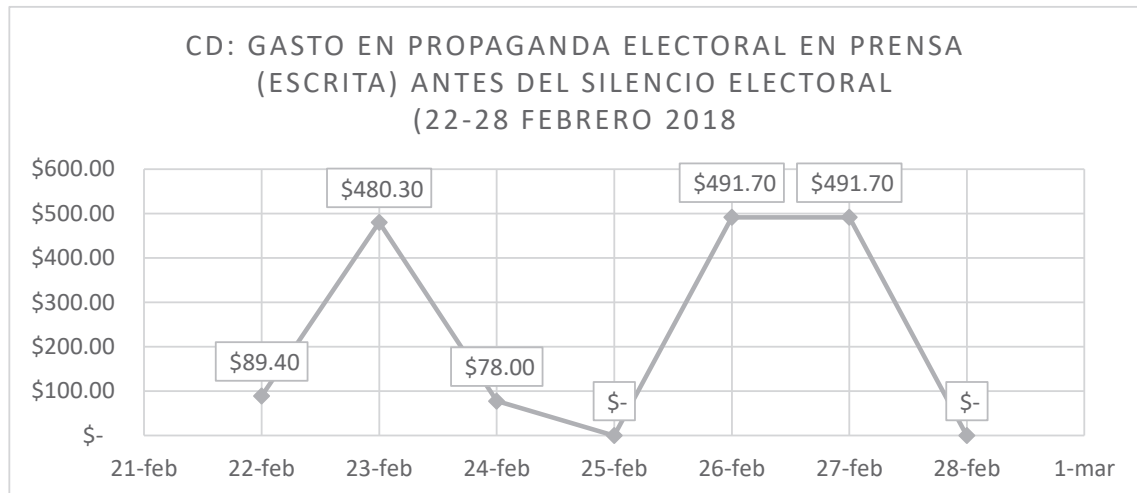 CD: GASTO EN PROPAGANDA ELECTORAL EN PRENSA
(ESCRITA) ANTES DEL SILENCIO ELECTORAL
(22-28 FEBRERO 2018
$600.00
$500.00
$400.00
$300.00
$200.00
$100.00
$-
$89.40
$480.30
$78.00
$-
$491.70
$491.70
$-
21-feb
22-feb
23-feb
24-feb
25-feb
26-feb
27-feb
28-feb
1-mar